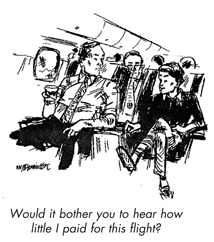 Would it bother you to hear how
little I paid for this flight?